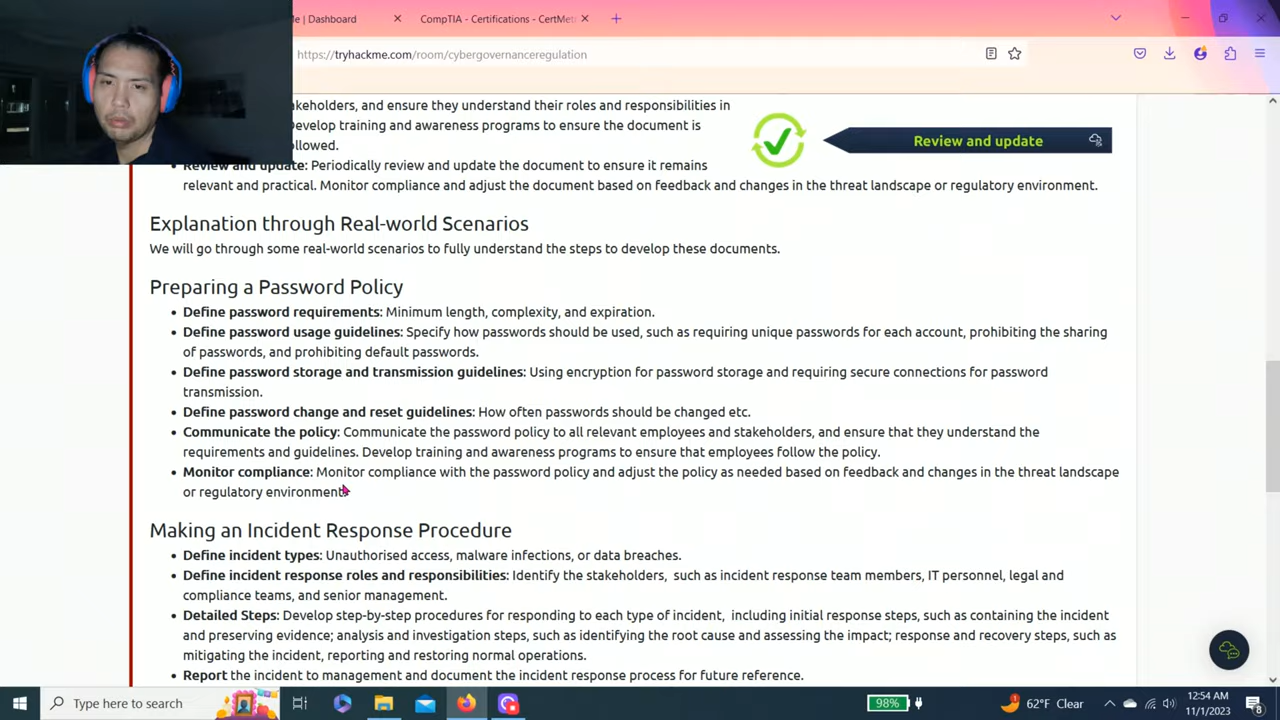 le | Dashboard
CompTIA - Certifications - CertMet
https://tryhackme.com/room/cybergovernanceregulation
keholders, and ensure they understand their roles and responsibilities in
evelop training and awareness programs to ensure the document is
ollowed.
Review and update
Review and update: Periodically review and update the document to ensure it remains
relevant and practical. Monitor compliance and adjust the document based on feedback and changes in the threat landscape or regulatory environment.
Explanation through Real-world Scenarios
We will go through some real-world scenarios to fully understand the steps to develop these documents.
Preparing a Password Policy
• Define password requirements: Minimum length, complexity, and expiration.
• Define password usage guidelines: Specify how passwords should be used, such as requiring unique passwords for each account, prohibiting the sharing
of passwords, and prohibiting default passwords.
• Define password storage and transmission guidelines: Using encryption for password storage and requiring secure connections for password
transmission.
• Define password change and reset guidelines: How often passwords should be changed etc.
• Communicate the policy: Communicate the password policy to all relevant employees and stakeholders, and ensure that they understand the
requirements and guidelines. Develop training and awareness programs to ensure that employees follow the policy.
• Monitor compliance: Monitor compliance with the password policy and adjust the policy as needed based on feedback and changes in the threat landscape
or regulatory environment.
Making an Incident Response Procedure
• Define incident types: Unauthorised access, malware infections, or data breaches.
• Define incident response roles and responsibilities: Identify the stakeholders, such as incident response team members, IT personnel, legal and
compliance teams, and senior management.
• Detailed Steps: Develop step-by-step procedures for responding to each type of incident, including initial response steps, such as containing the incident
and preserving evidence; analysis and investigation steps, such as identifying the root cause and assessing the impact; response and recovery steps, such as
mitigating the incident, reporting and restoring normal operations.
• Report the incident to management and document the incident response process for future reference.
Type here to search
98%
62°F Clear
12:54 AM
11/1/2023
8